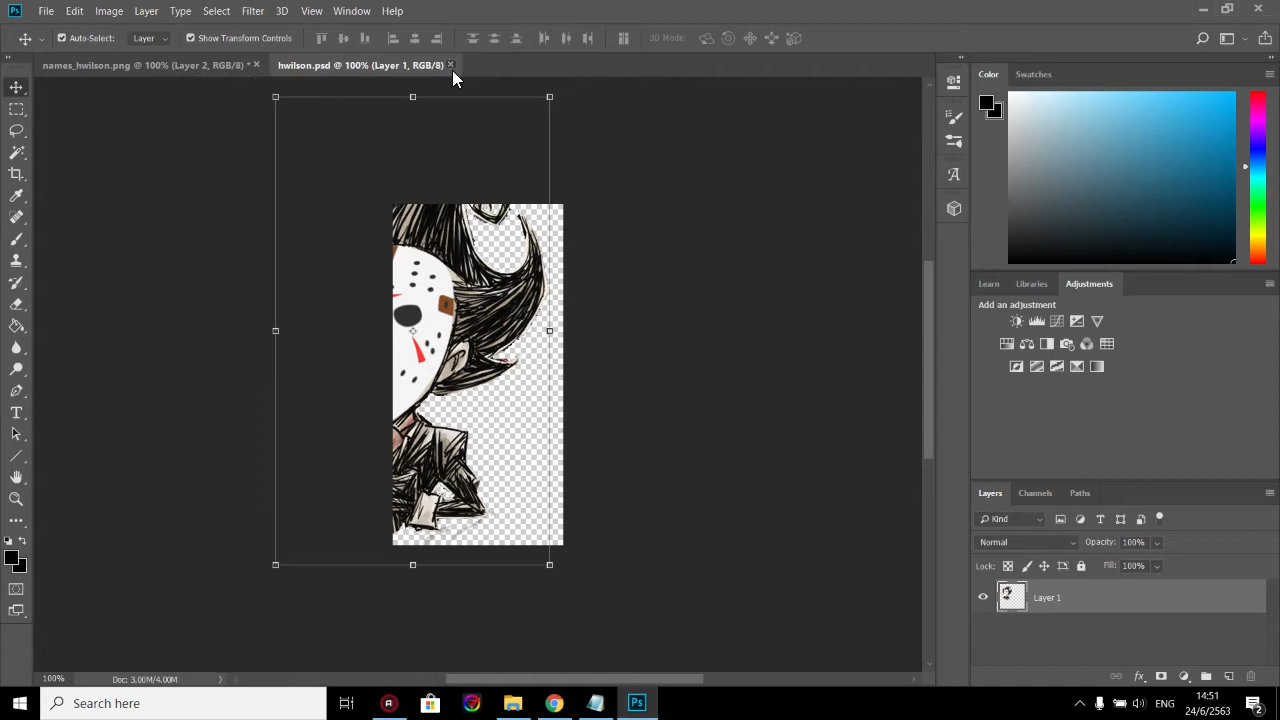 Ps File Edit Image Layer Type Select Filter 3D View Window Help
Auto-Select: Layer Show Transform Controls 3D Mode:
names_hwilson.png @ 100% (Layer 2, RGB/8) * hwilson.psd @ 100% (Layer 1, RGB/8)
Color Swatches
Learn Libraries Adjustments
Add an adjustment
Layers Channels Paths
Kind
Normal Opacity: 100%
Lock: Fill: 100%
Layer 1
100% Doc: 3.00M/4.00M
Search here Ps 14:51
24/6/2563 2